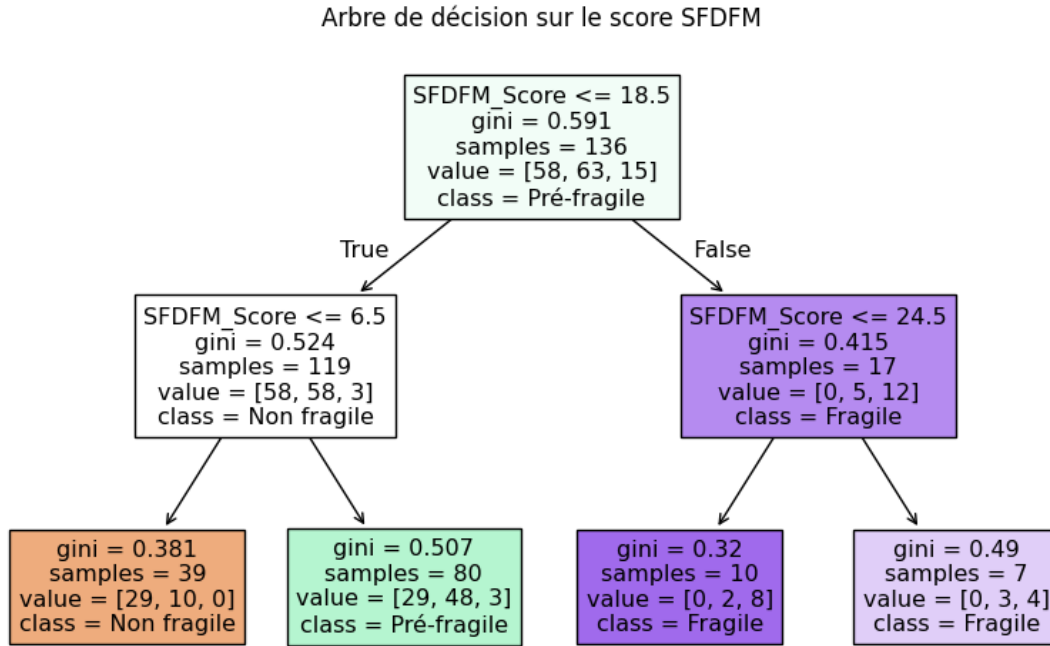 Arbre de décision sur le score SFDFM
SFDFM_Score <= 18.5
gini = 0.591
samples = 136
value = [58, 63, 15]
class = Pré-fragile
True
False
SFDFM_Score <= 6.5
gini = 0.524
samples = 119
value = [58, 58, 3]
class = Non fragile
SFDFM_Score <= 24.5
gini = 0.415
samples = 17
value = [0, 5, 12]
class = Fragile
gini = 0.381
samples = 39
value = [29, 10, 0]
class = Non fragile
gini = 0.507
samples = 80
value = [29, 48, 3]
class = Pré-fragile
gini = 0.32
samples = 10
value = [0, 2, 8]
class = Fragile
gini = 0.49
samples = 7
value = [0, 3, 4]
class = Fragile